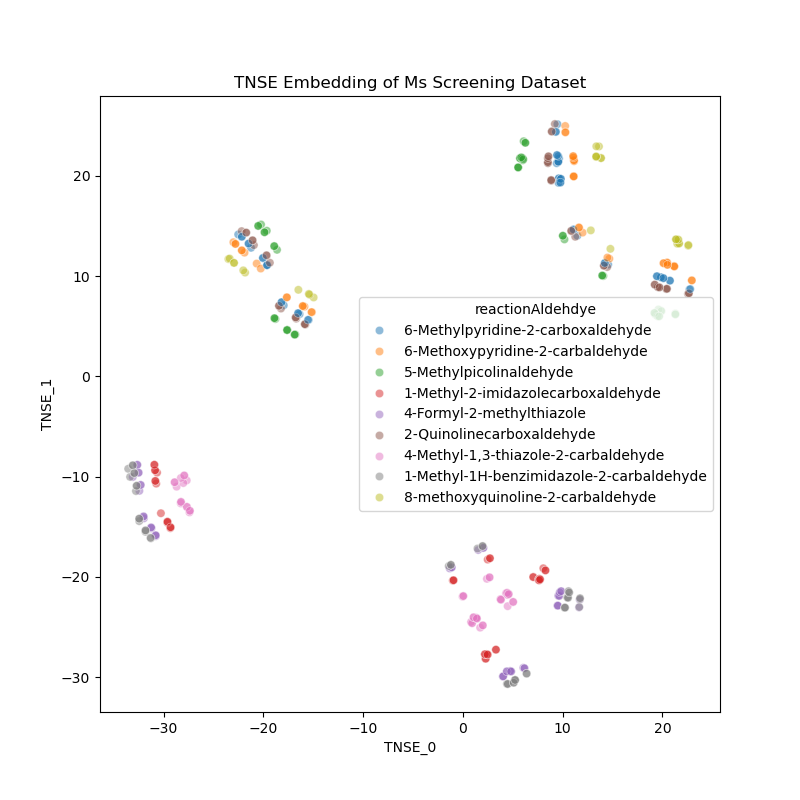 TNSE Embedding of Ms Screening Dataset
TNSE_1
20
10
0
−10
−20
−30
reactionAldehdye
6-Methylpyridine-2-carboxaldehyde
6-Methoxypyridine-2-carbaldehyde
5-Methylpicolinaldehyde
1-Methyl-2-imidazolecarboxaldehyde
4-Formyl-2-methylthiazole
2-Quinolinecarboxaldehyde
4-Methyl-1,3-thiazole-2-carbaldehyde
1-Methyl-1H-benzimidazole-2-carbaldehyde
8-methoxyquinoline-2-carbaldehyde
−30
−20
−10
0
10
20
TNSE_0